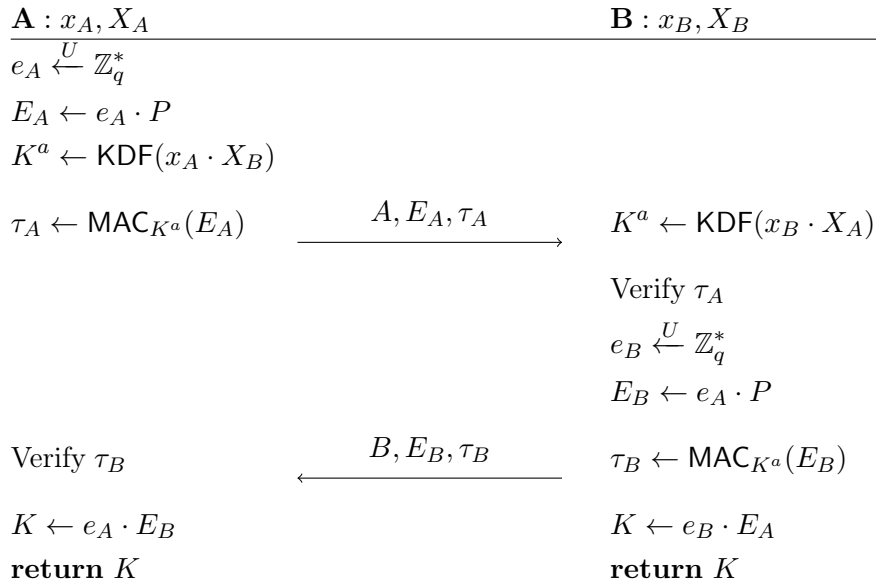 A : x_A, X_A B : x_B, X_B
e_A ←^U ℤ_q^*
E_A ← e_A · P
K^a ← KDF(x_A · X_B)
τ_A ← MAC_{K^a}(E_A) A, E_A, τ_A K^a ← KDF(x_B · X_A)
Verify τ_A
e_B ←^U ℤ_q^*
E_B ← e_A · P
Verify τ_B B, E_B, τ_B τ_B ← MAC_{K^a}(E_B)
K ← e_A · E_B K ← e_B · E_A
return K return K